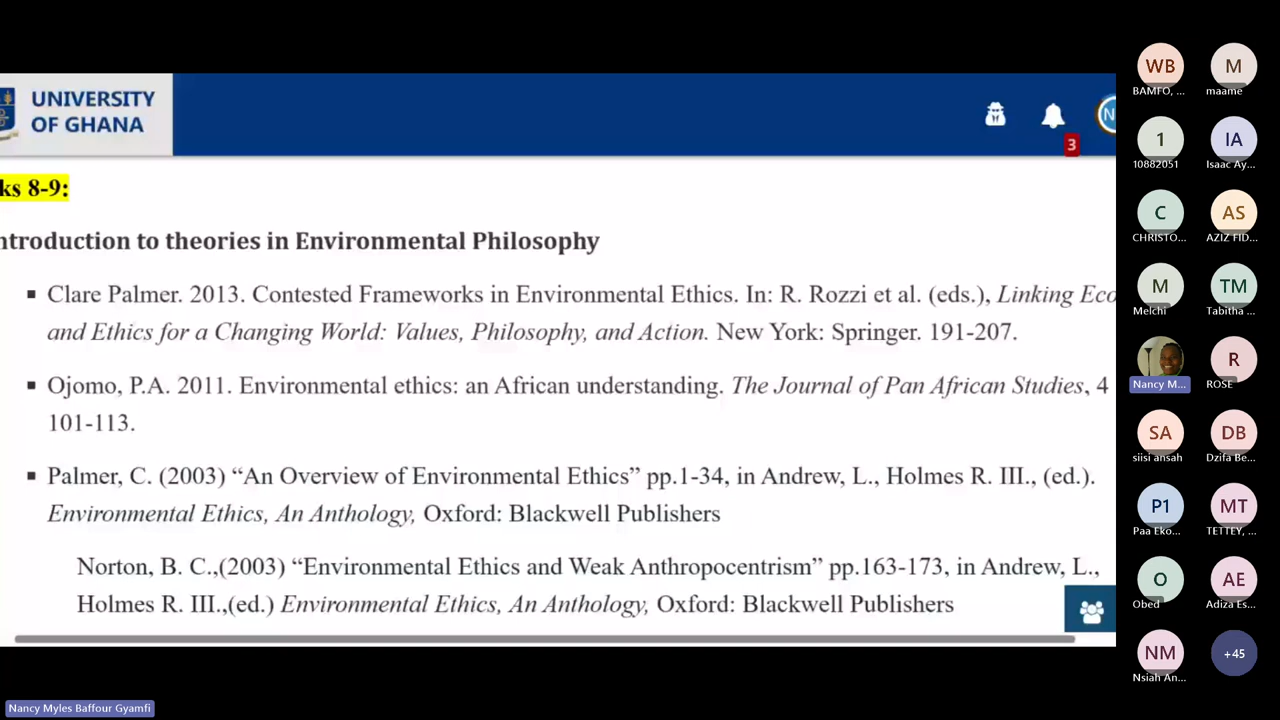 UNIVERSITY
OF GHANA
3
N
ks 8-9:
ntroduction to theories in Environmental Philosophy
▪ Clare Palmer. 2013. Contested Frameworks in Environmental Ethics. In: R. Rozzi et al. (eds.), Linking Eco
and Ethics for a Changing World: Values, Philosophy, and Action. New York: Springer. 191-207.
▪ Ojomo, P.A. 2011. Environmental ethics: an African understanding. The Journal of Pan African Studies, 4
101-113.
▪ Palmer, C. (2003) “An Overview of Environmental Ethics” pp.1-34, in Andrew, L., Holmes R. III., (ed.).
Environmental Ethics, An Anthology, Oxford: Blackwell Publishers
Norton, B. C.,(2003) “Environmental Ethics and Weak Anthropocentrism” pp.163-173, in Andrew, L.,
Holmes R. III.,(ed.) Environmental Ethics, An Anthology, Oxford: Blackwell Publishers
WB
BAMFO, ...
M
maame
1
10882051
IA
Isaac Ay...
C
CHRISTO...
AS
AZIZ FID...
M
Melchi
TM
Tabitha ...
Nancy M...
R
ROSE
SA
siisi ansah
DB
Dzifa Be...
P1
Paa Eko...
MT
TETTEY, ...
O
Obed
AE
Adiza Es...
NM
Nsiah An...
+45
Nancy Myles Baffour Gyamfi